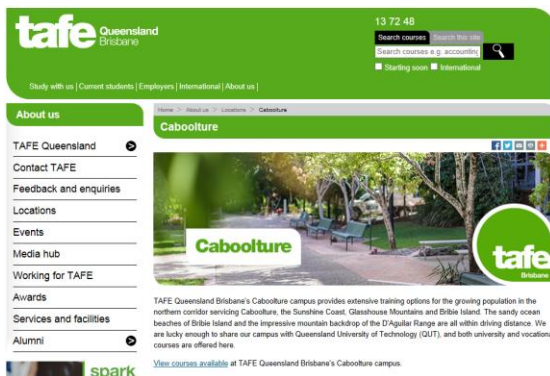 tafe Queensland
Brisbane
13 72 48
Search courses Search this site
Search courses e.g. accounting
Starting soon International
Study with us | Current students | Employers | International | About us |
About us
TAFE Queensland
Contact TAFE
Feedback and enquiries
Locations
Events
Media hub
Working for TAFE
Awards
Services and facilities
Alumni
spark
Home > About us > Locations > Caboolture
Caboolture
Caboolture
tafe
Brisbane
TAFE Queensland Brisbane's Caboolture campus provides extensive training options for the growing population in the
northern corridor servicing Caboolture, the Sunshine Coast, Glasshouse Mountains and Bribie Island. The sandy ocean
beaches of Bribie Island and the impressive mountain backdrop of the D'Aguilar Range are all within driving distance. We
are lucky enough to share our campus with Queensland University of Technology (QUT), and both university and vocationa
courses are offered here.
View courses available at TAFE Queensland Brisbane's Caboolture campus.